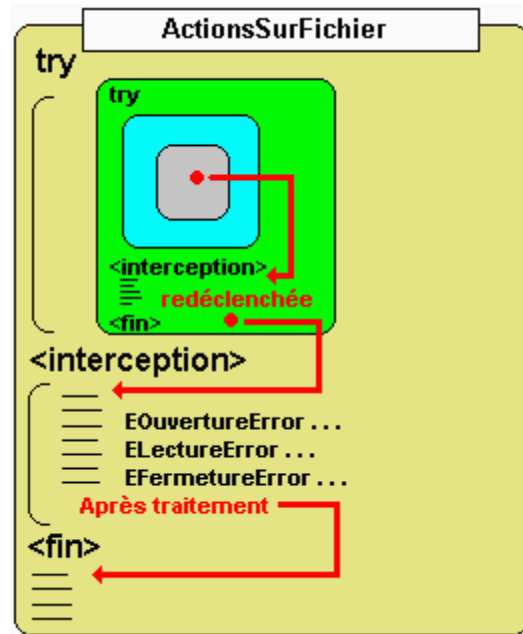 ActionsSurFichier
try
try
<interception>
redéclenchée
<fin>
<interception>
EOuvertureError . . .
ELectureError . . .
EFermetureError . . .
Après traitement
<fin>